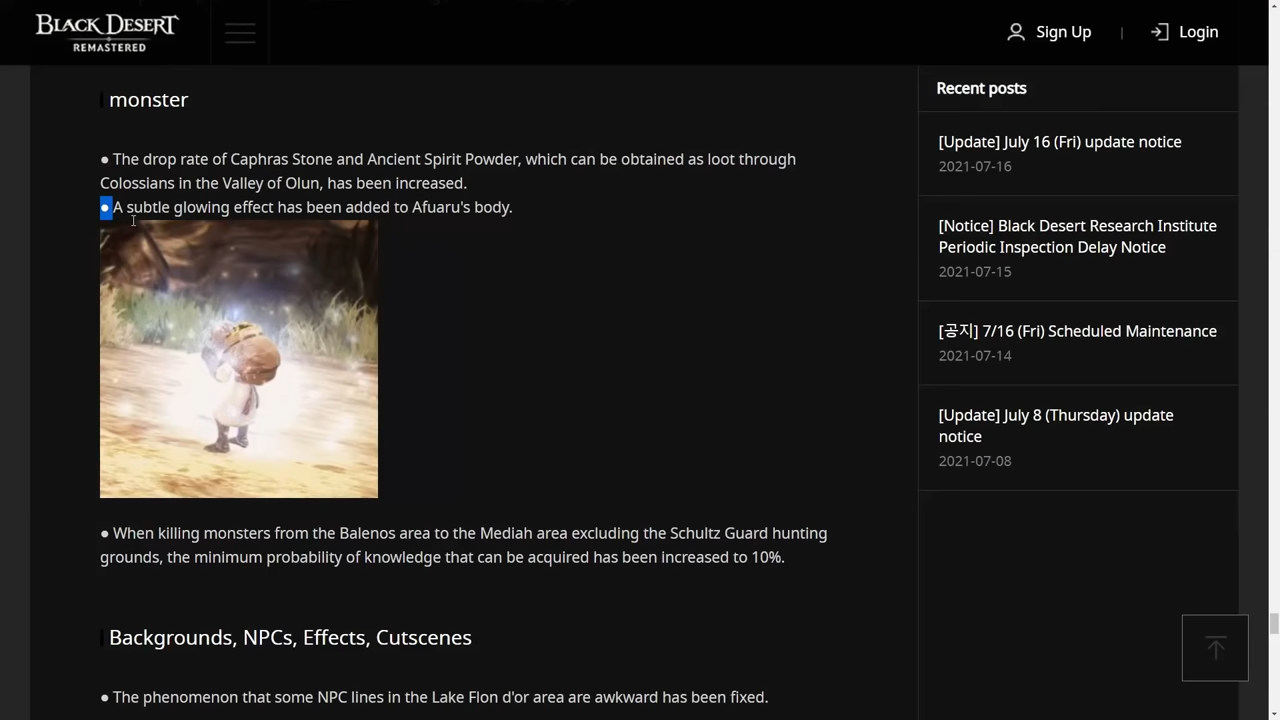 BLACK DESERT
REMASTERED
Sign Up | Login
monster
● The drop rate of Caphras Stone and Ancient Spirit Powder, which can be obtained as loot through
Colossians in the Valley of Olun, has been increased.
● A subtle glowing effect has been added to Afuaru's body.
● When killing monsters from the Balenos area to the Mediah area excluding the Schultz Guard hunting
grounds, the minimum probability of knowledge that can be acquired has been increased to 10%.
Backgrounds, NPCs, Effects, Cutscenes
● The phenomenon that some NPC lines in the Lake Flon d'or area are awkward has been fixed.
Recent posts
[Update] July 16 (Fri) update notice
2021-07-16
[Notice] Black Desert Research Institute
Periodic Inspection Delay Notice
2021-07-15
[공지] 7/16 (Fri) Scheduled Maintenance
2021-07-14
[Update] July 8 (Thursday) update
notice
2021-07-08